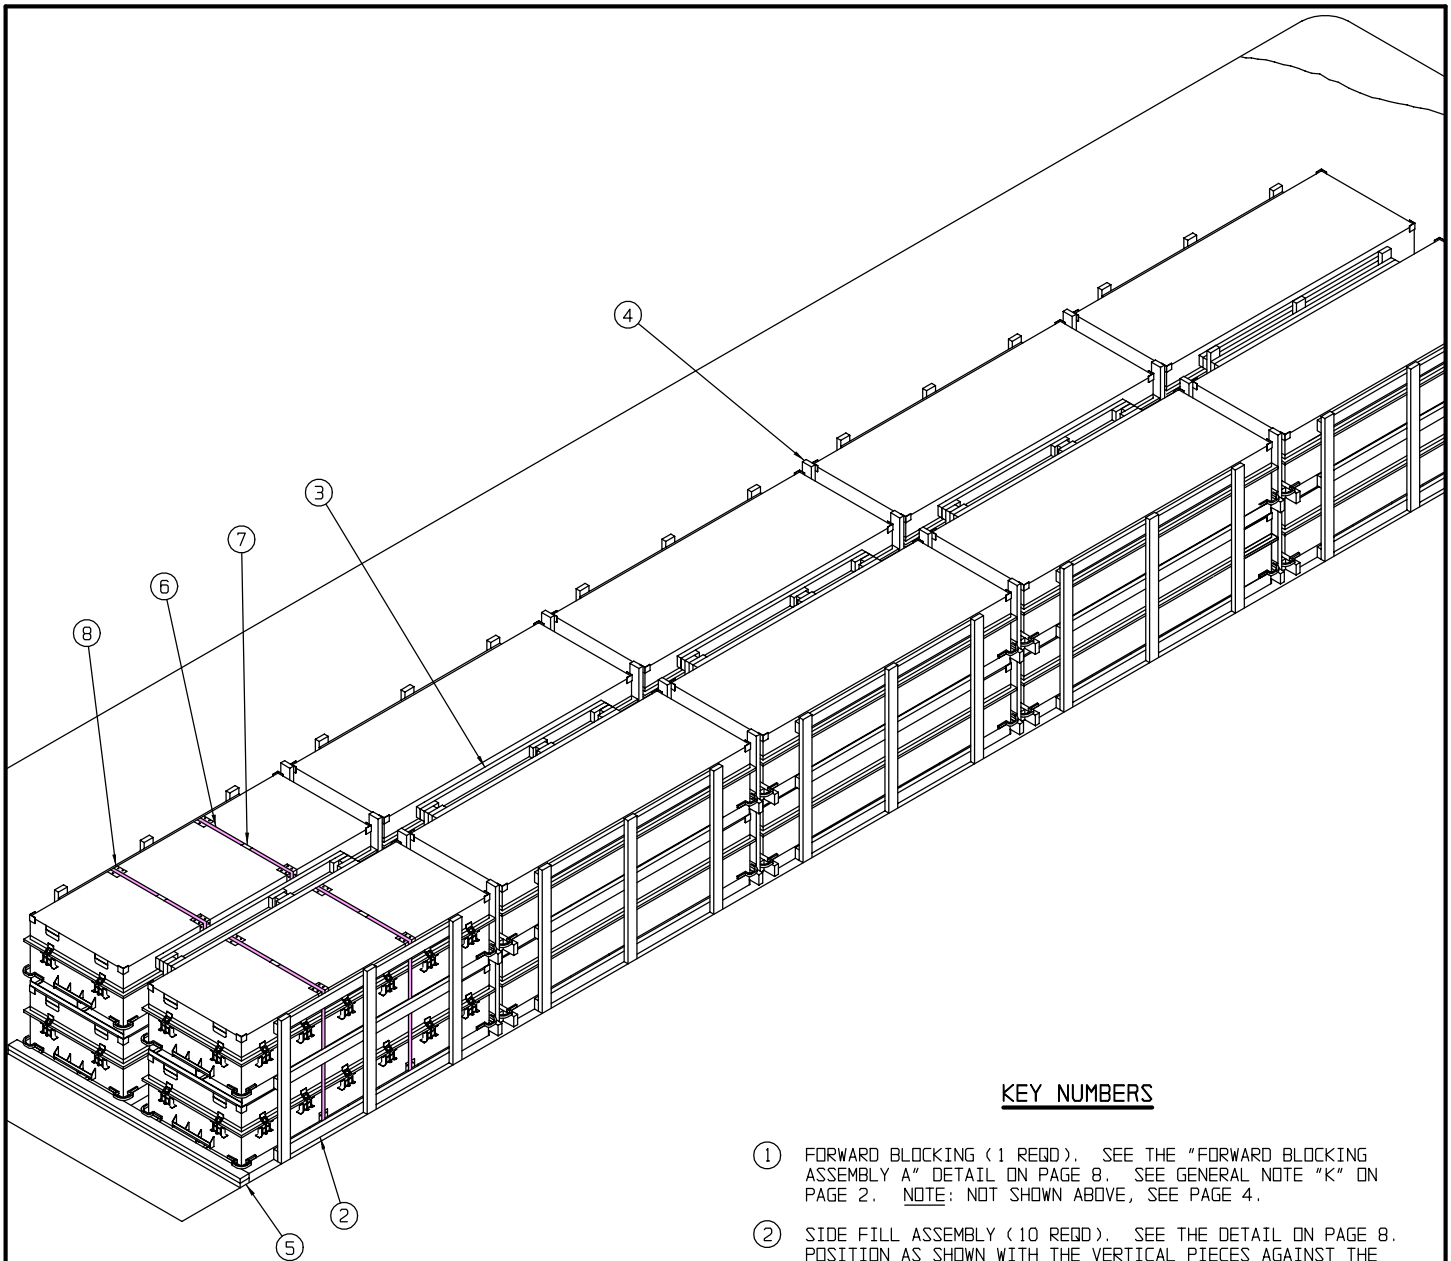 4
3
7
6
8
KEY NUMBERS
1 FORWARD BLOCKING (1 REQD). SEE THE "FORWARD BLOCKING
ASSEMBLY A" DETAIL ON PAGE 8. SEE GENERAL NOTE "K" ON
PAGE 2. NOTE: NOT SHOWN ABOVE, SEE PAGE 4.
2
2 SIDE FILL ASSEMBLY (10 REQD). SEE THE DETAIL ON PAGE 8.
5
POSITION AS SHOWN WITH THE VERTICAL PIECES AGAINST THE